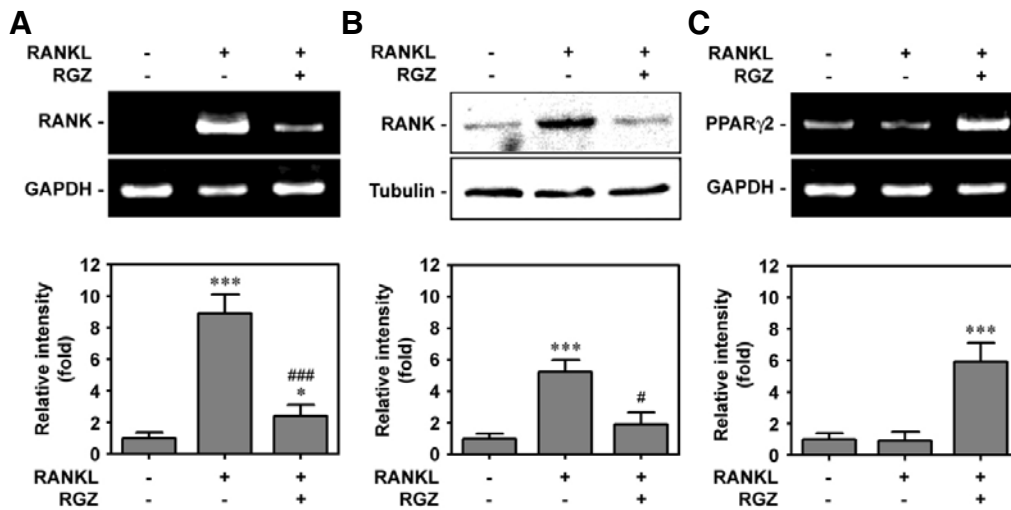 A
RANKL - + +
RGZ - - +
RANK -
GAPDH -
12
10
8
6
4
2
0
Relative intensity
(fold)
***
###
*
RANKL - + +
RGZ - - +
B
RANKL - + +
RGZ - - +
RANK -
Tubulin -
12
10
8
6
4
2
0
Relative intensity
(fold)
***
#
RANKL - + +
RGZ - - +
C
RANKL - + +
RGZ - - +
PPARγ2 -
GAPDH -
12
10
8
6
4
2
0
Relative intensity
(fold)
***
RANKL - + +
RGZ - - +